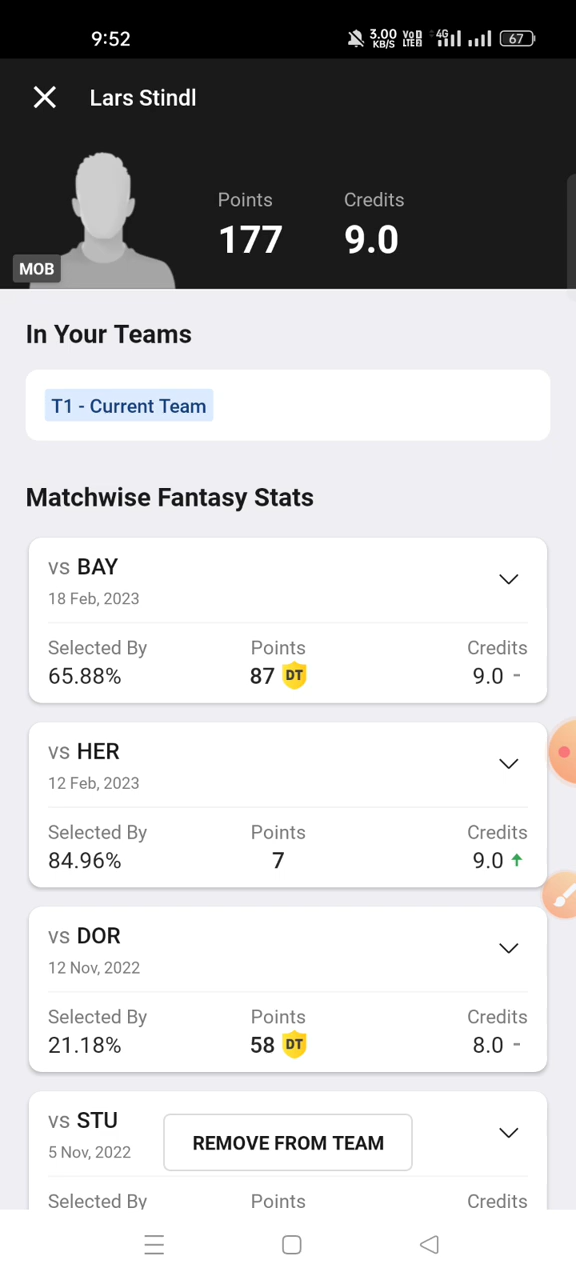 9:52 3.00 KB/S VoD LTE 4G 67
Lars Stindl
Points Credits
177 9.0
MOB
In Your Teams
T1 - Current Team
Matchwise Fantasy Stats
vs BAY
18 Feb, 2023
Selected By Points Credits
65.88% 87 DT 9.0 -
vs HER
12 Feb, 2023
Selected By Points Credits
84.96% 7 9.0
vs DOR
12 Nov, 2022
Selected By Points Credits
21.18% 58 DT 8.0 -
vs STU
5 Nov, 2022
REMOVE FROM TEAM
Selected By Points Credits